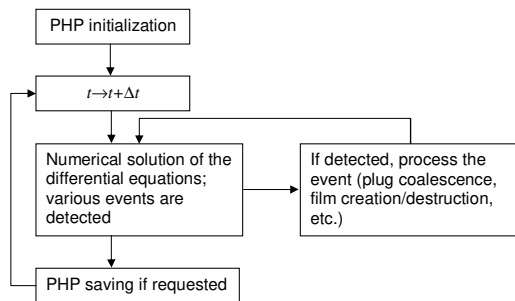 PHP initialization
t→t+Δt
Numerical solution of the
differential equations;
various events are
detected
If detected, process the
event (plug coalescence,
film creation/destruction,
etc.)
PHP saving if requested